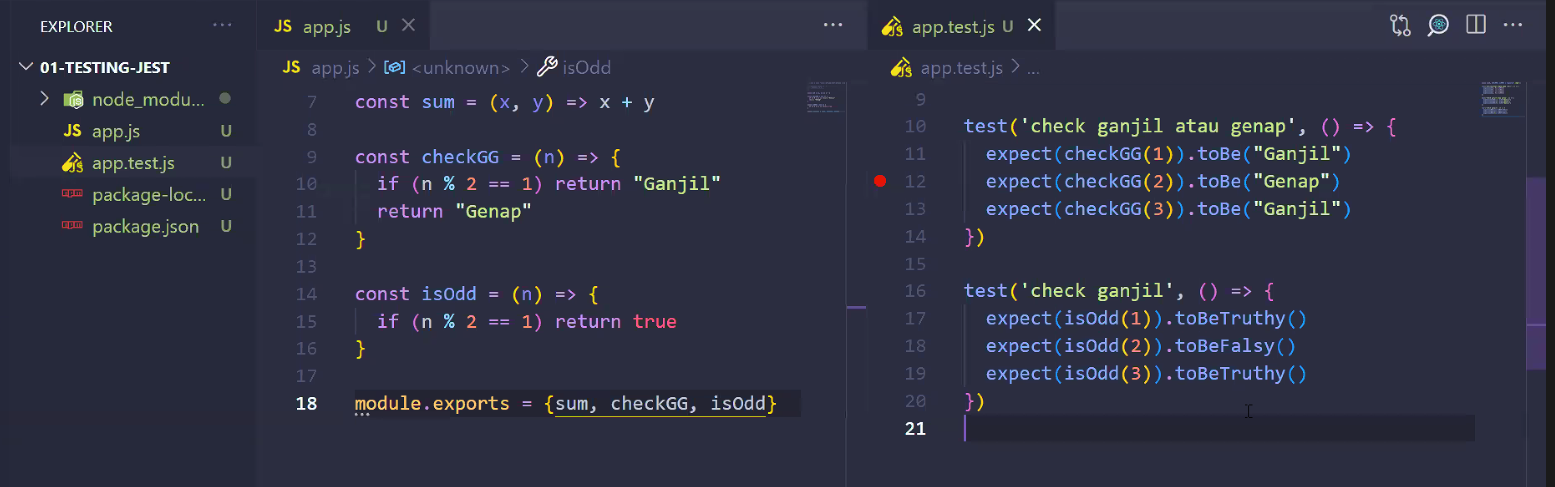 EXPLORER
01-TESTING-JEST
node_modu...
app.js U
app.test.js U
package-loc... U
package.json U
JS app.js U
JS app.js > <unknown> > isOdd
7 const sum = (x, y) => x + y
8
9 const checkGG = (n) => {
10 if (n % 2 == 1) return "Ganjil"
11 return "Genap"
12 }
13
14 const isOdd = (n) => {
15 if (n % 2 == 1) return true
16 }
17
18 module.exports = {sum, checkGG, isOdd}
app.test.js U
app.test.js > ...
9
10 test('check ganjil atau genap', () => {
11 expect(checkGG(1)).toBe("Ganjil")
12 expect(checkGG(2)).toBe("Genap")
13 expect(checkGG(3)).toBe("Ganjil")
14 })
15
16 test('check ganjil', () => {
17 expect(isOdd(1)).toBeTruthy()
18 expect(isOdd(2)).toBeFalsy()
19 expect(isOdd(3)).toBeTruthy()
20 })
21